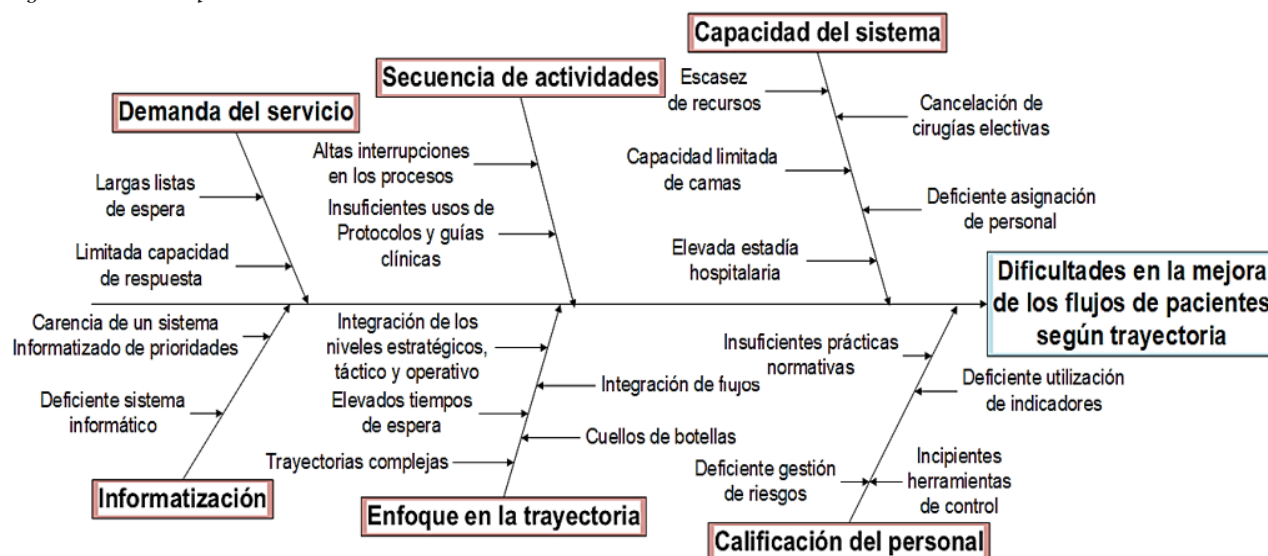 Capacidad del sistema
Secuencia de actividades
Demanda del servicio
Escasez
de recursos
Cancelación de
cirugías electivas
Altas interrupciones
en los procesos
Capacidad limitada
de camas
Largas listas
de espera
Insuficientes usos de
Protocolos y guías
clínicas
Deficiente asignación
de personal
Limitada capacidad
de respuesta
Elevada estadía
hospitalaria
Dificultades en la mejora
de los flujos de pacientes
según trayectoria
Carencia de un sistema
Informatizado de prioridades
Integración de los
niveles estratégicos,
táctico y operativo
Insuficientes prácticas
normativas
Integración de flujos
Deficiente utilización
de indicadores
Deficiente sistema
informático
Elevados tiempos
de espera
Cuellos de botellas
Trayectorias complejas
Deficiente gestión
de riesgos
Incipientes
herramientas
de control
Informatización
Enfoque en la trayectoria
Calificación del personal